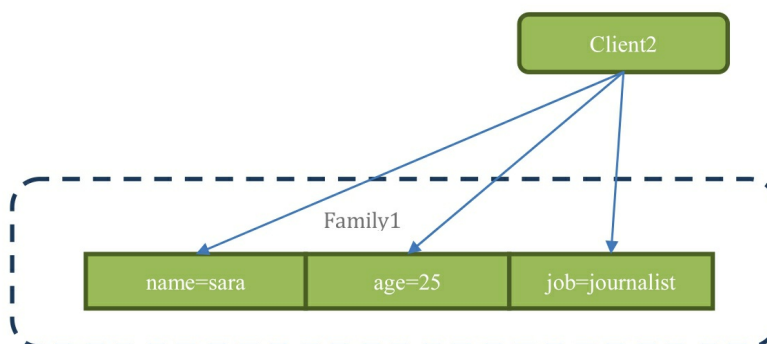 Client2
Family1
name=sara
age=25
job=journalist